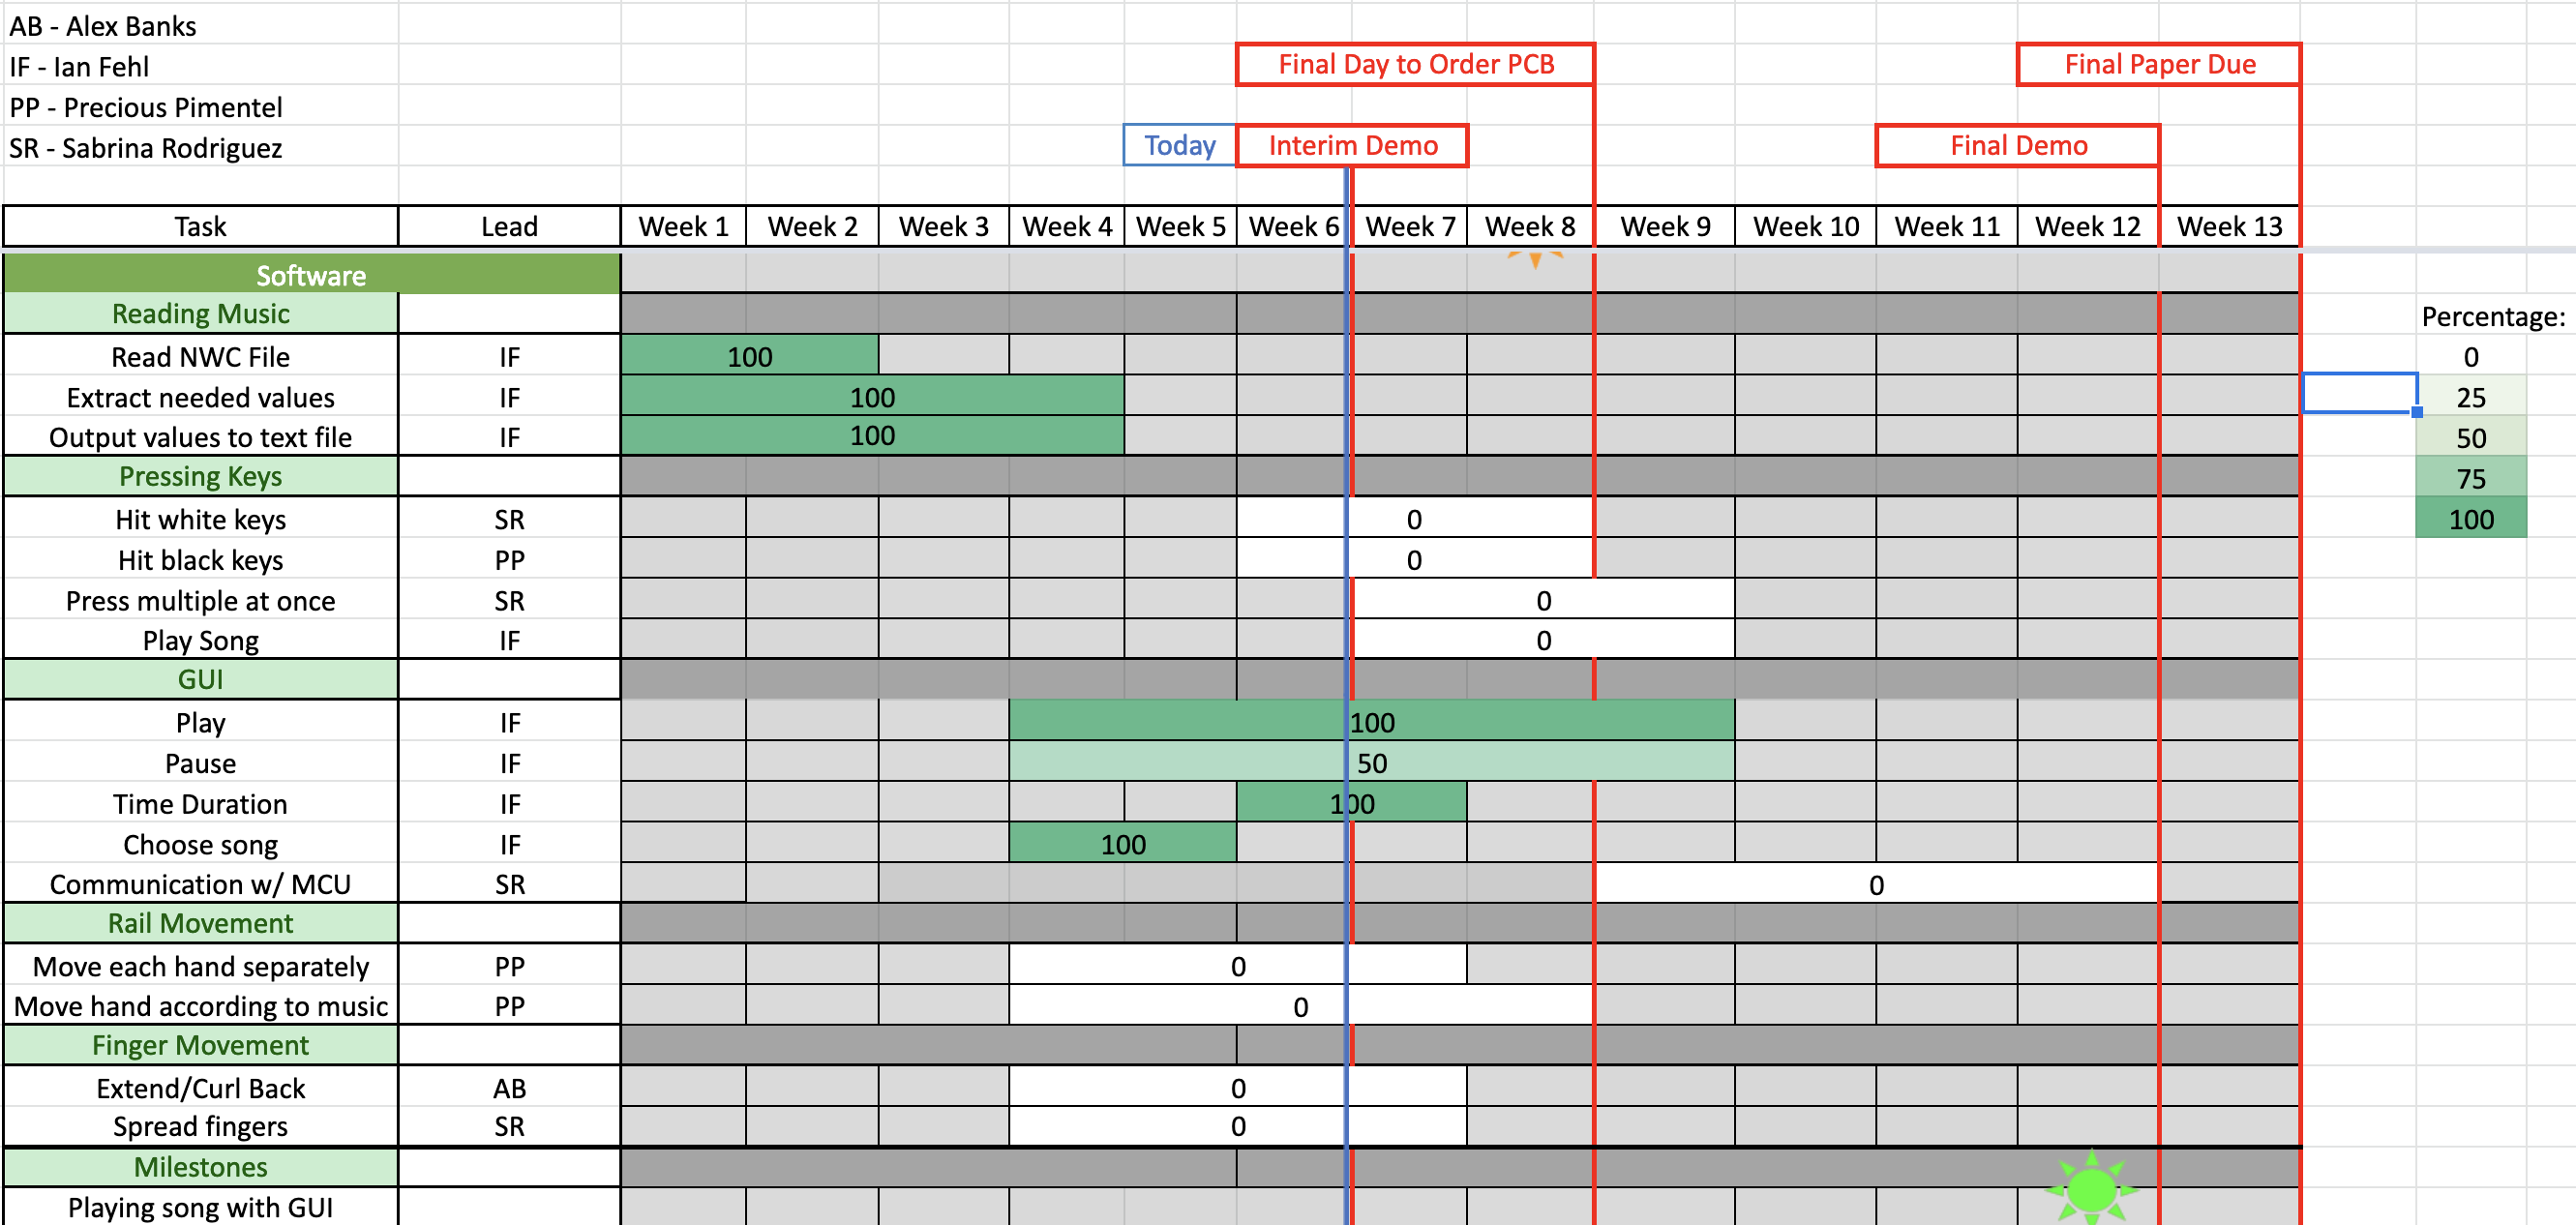 AB - Alex Banks
IF - Ian Fehl
Final Day to Order PCB
Final Paper Due
PP - Precious Pimentel
SR - Sabrina Rodriguez
Today
Interim Demo
Final Demo
Task Lead Week 1 Week 2 Week 3 Week 4 Week 5 Week 6 Week 7 Week 8 Week 9 Week 10 Week 11 Week 12 Week 13
Software
Reading Music
Percentage:
Read NWC File IF 100 0
Extract needed values IF 100 25
Output values to text file IF 100 50
Pressing Keys 75
Hit white keys SR 0 100
Hit black keys PP 0
Press multiple at once SR 0
Play Song IF 0
GUI
Play IF 100
Pause IF 50
Time Duration IF 100
Choose song IF 100
Communication w/ MCU SR 0
Rail Movement
Move each hand separately PP 0
Move hand according to music PP 0
Finger Movement
Extend/Curl Back AB 0
Spread fingers SR 0
Milestones
Playing song with GUI